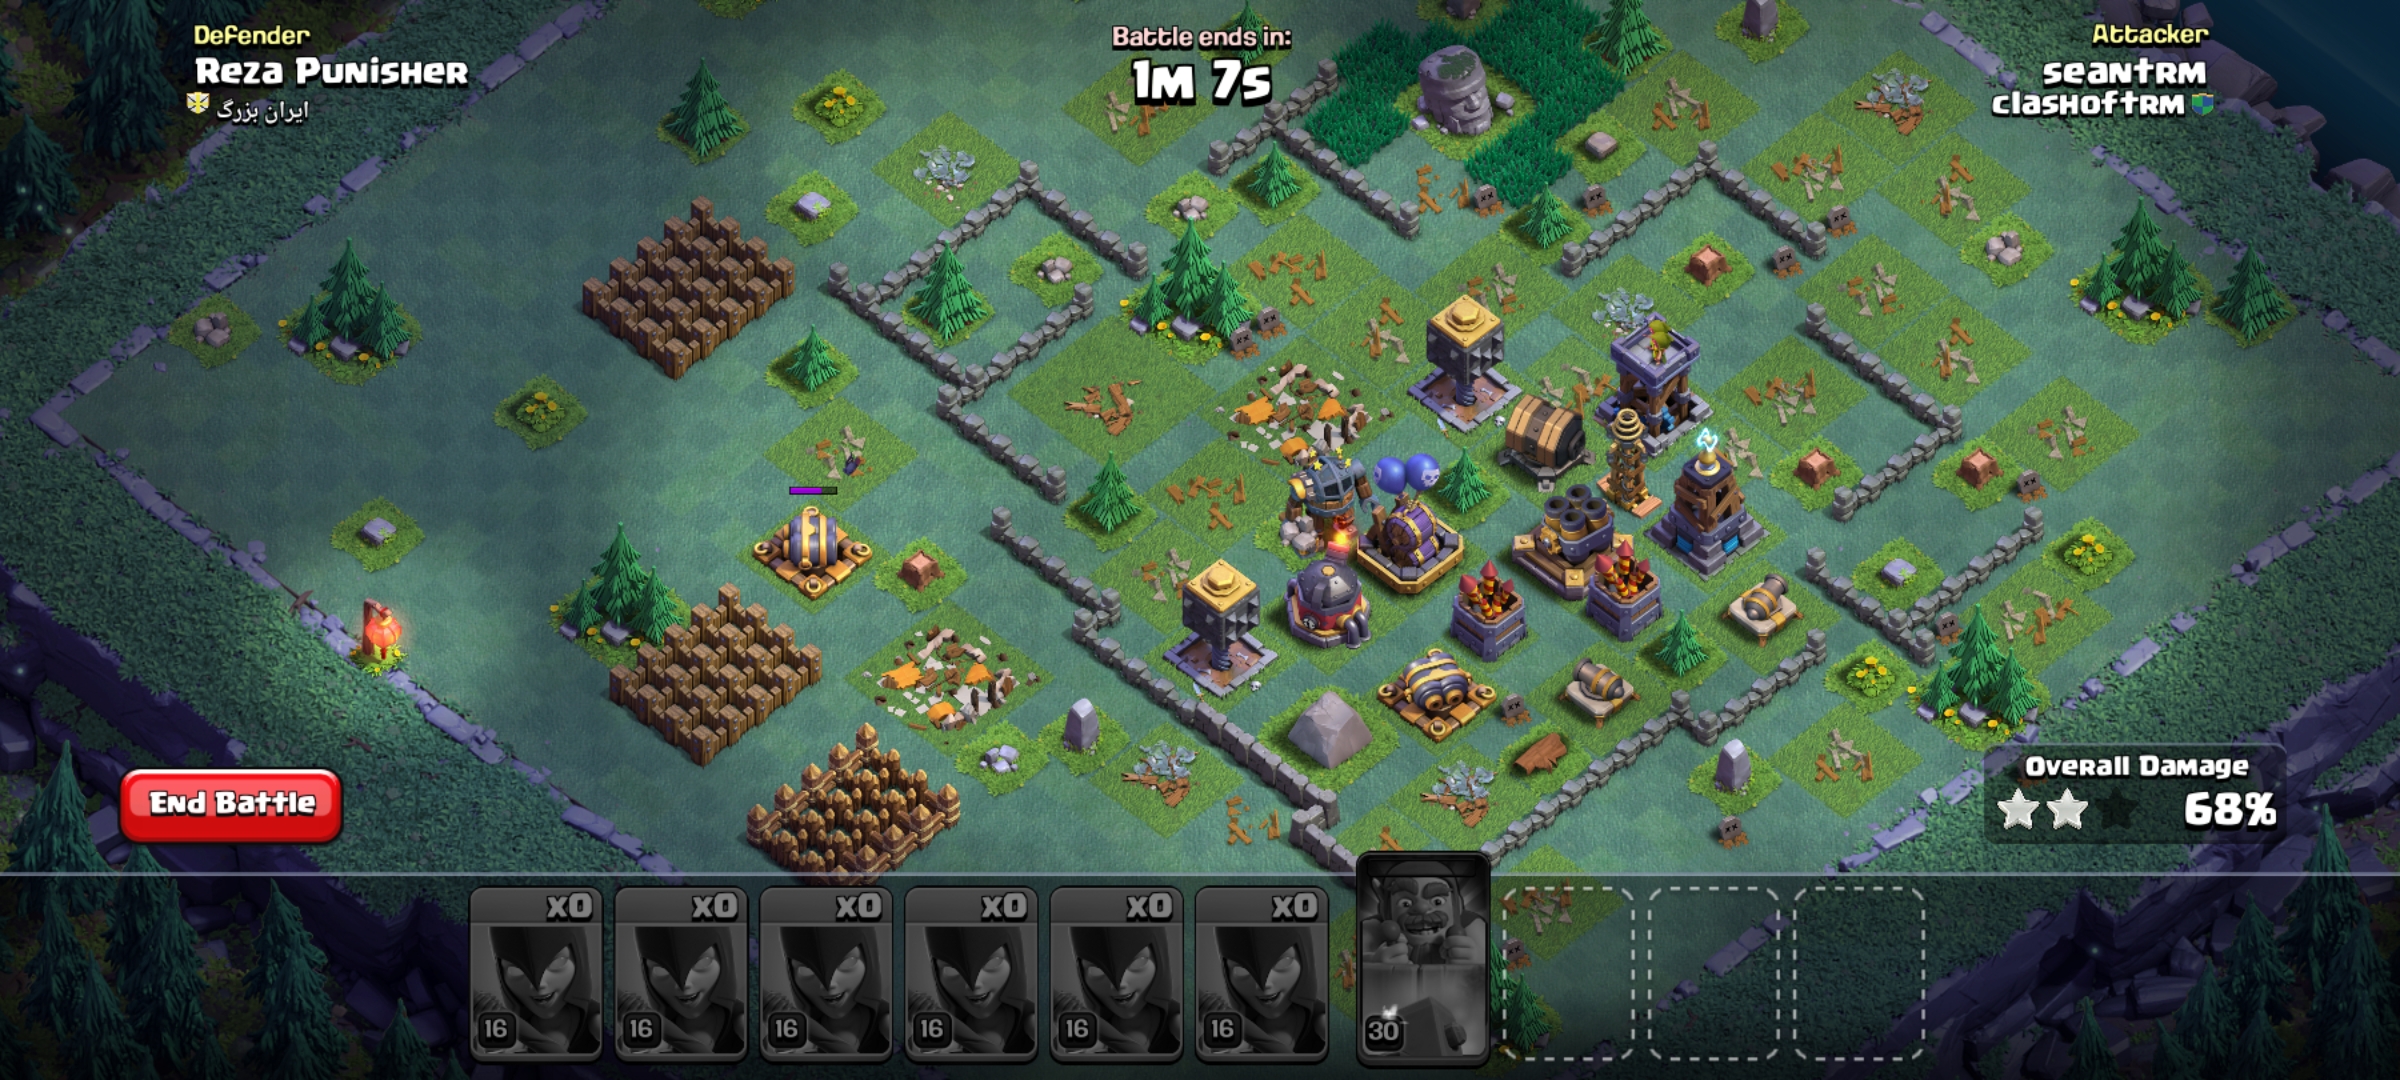 Defender
Reza Punisher
ایران بزرگ
Battle ends in:
1m 7s
Attacker
seantrm
clashoftrm
End Battle
Overall Damage
68%
x0 x0 x0 x0 x0 x0
16 16 16 16 16 16 30